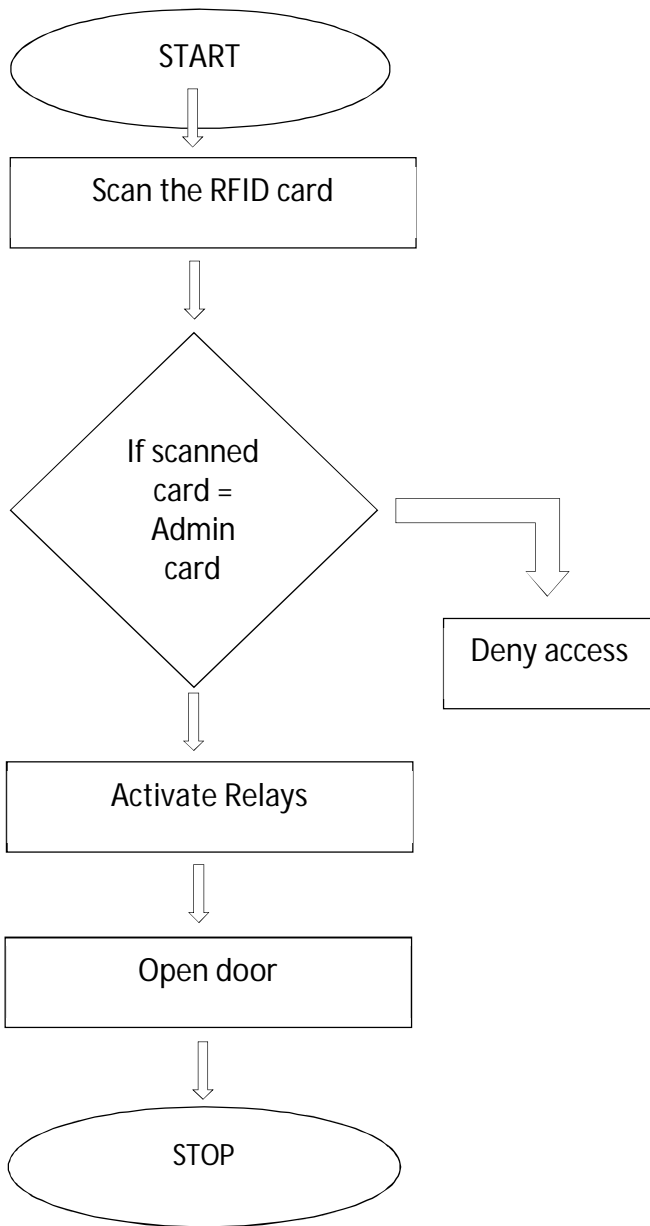 START
Scan the RFID card
If scanned
card =
Admin
card
Deny access
Activate Relays
Open door
STOP